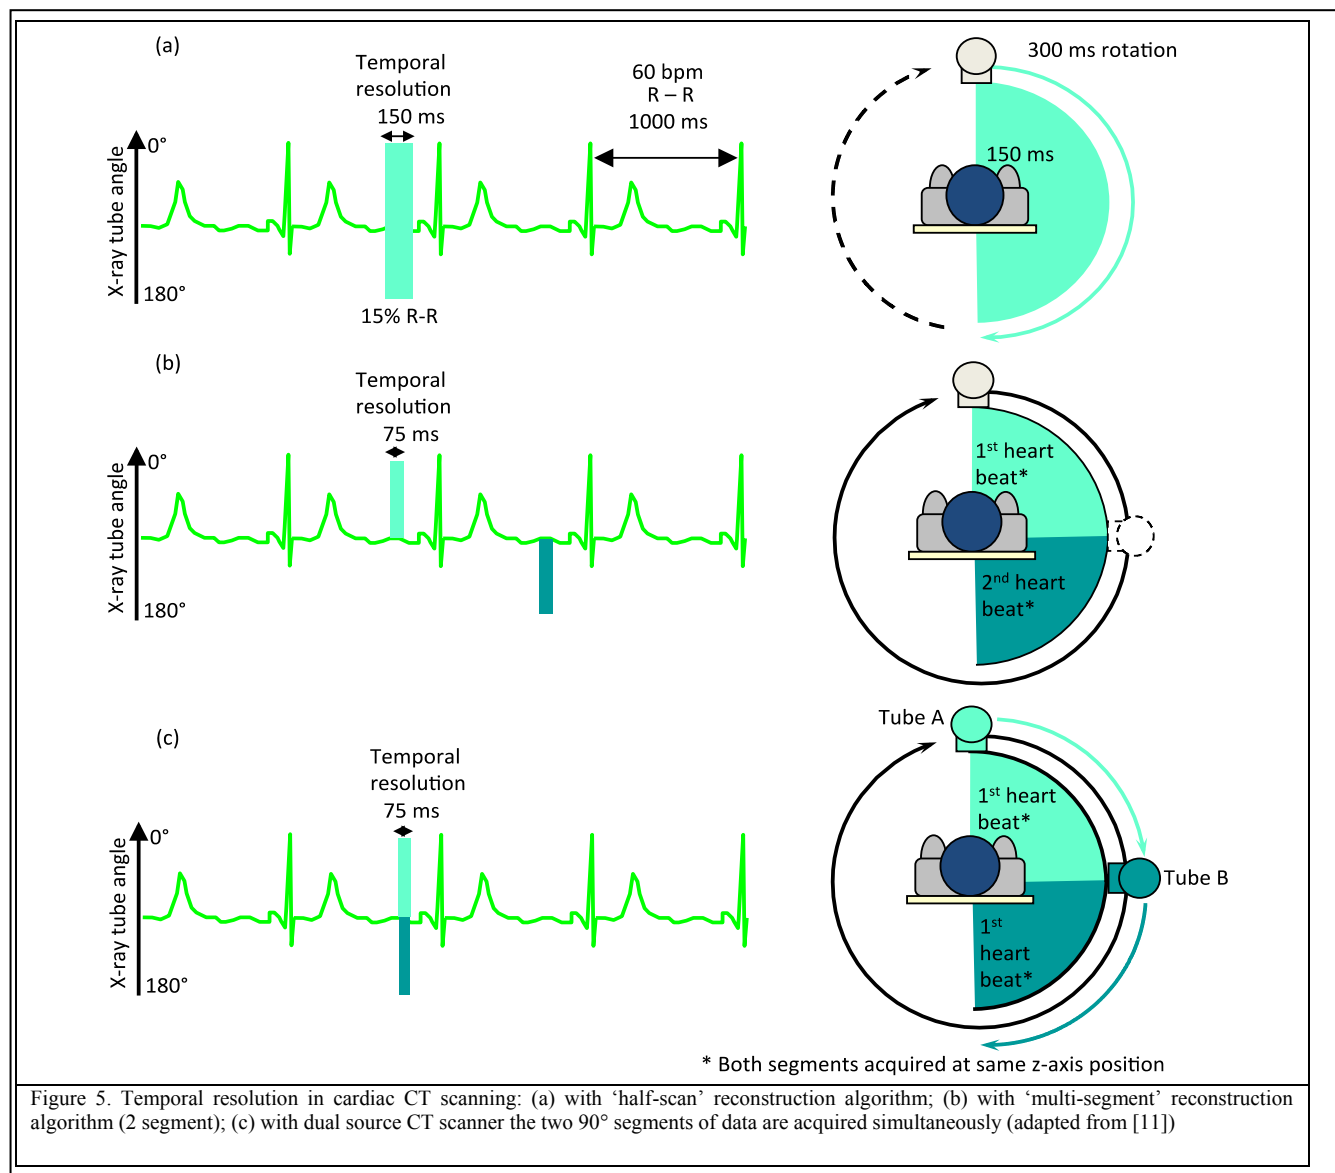 (a)
Temporal
resolution
150 ms
60 bpm
R – R
1000 ms
X-ray tube angle
0°
180°
15% R-R
300 ms rotation
150 ms
(b)
Temporal
resolution
75 ms
X-ray tube angle
0°
180°
1st heart
beat*
2nd heart
beat*
(c)
Temporal
resolution
75 ms
X-ray tube angle
0°
180°
Tube A
1st heart
beat*
Tube B
1st
heart
beat*
* Both segments acquired at same z-axis position
Figure 5. Temporal resolution in cardiac CT scanning: (a) with ‘half-scan’ reconstruction algorithm; (b) with ‘multi-segment’ reconstruction
algorithm (2 segment); (c) with dual source CT scanner the two 90° segments of data are acquired simultaneously (adapted from [11])